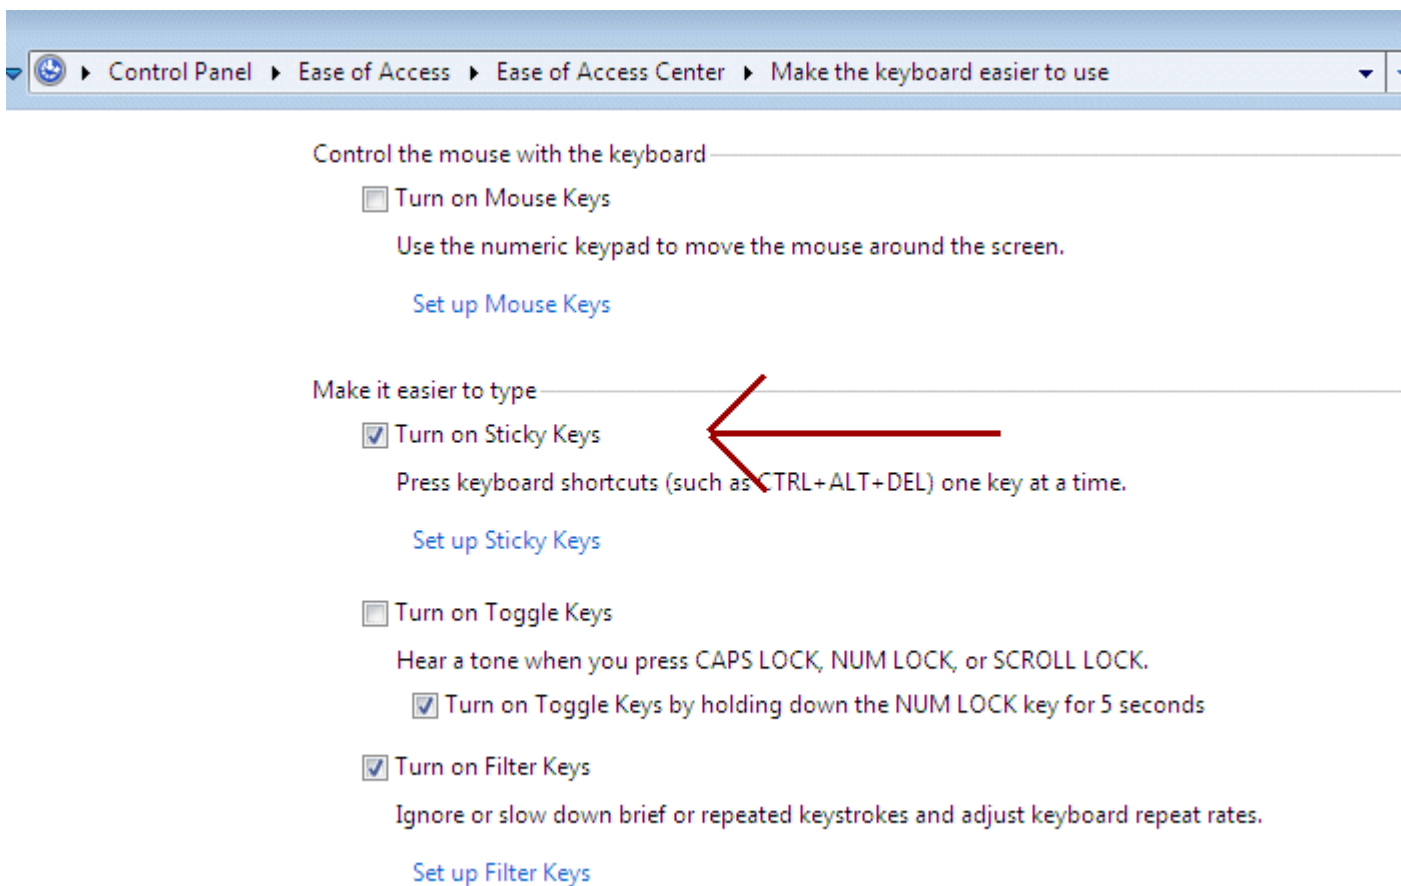 Control Panel Ease of Access Ease of Access Center Make the keyboard easier to use
Control the mouse with the keyboard
Turn on Mouse Keys
Use the numeric keypad to move the mouse around the screen.
Set up Mouse Keys
Make it easier to type
Turn on Sticky Keys
Press keyboard shortcuts (such as CTRL+ALT+DEL) one key at a time.
Set up Sticky Keys
Turn on Toggle Keys
Hear a tone when you press CAPS LOCK, NUM LOCK, or SCROLL LOCK.
Turn on Toggle Keys by holding down the NUM LOCK key for 5 seconds
Turn on Filter Keys
Ignore or slow down brief or repeated keystrokes and adjust keyboard repeat rates.
Set up Filter Keys